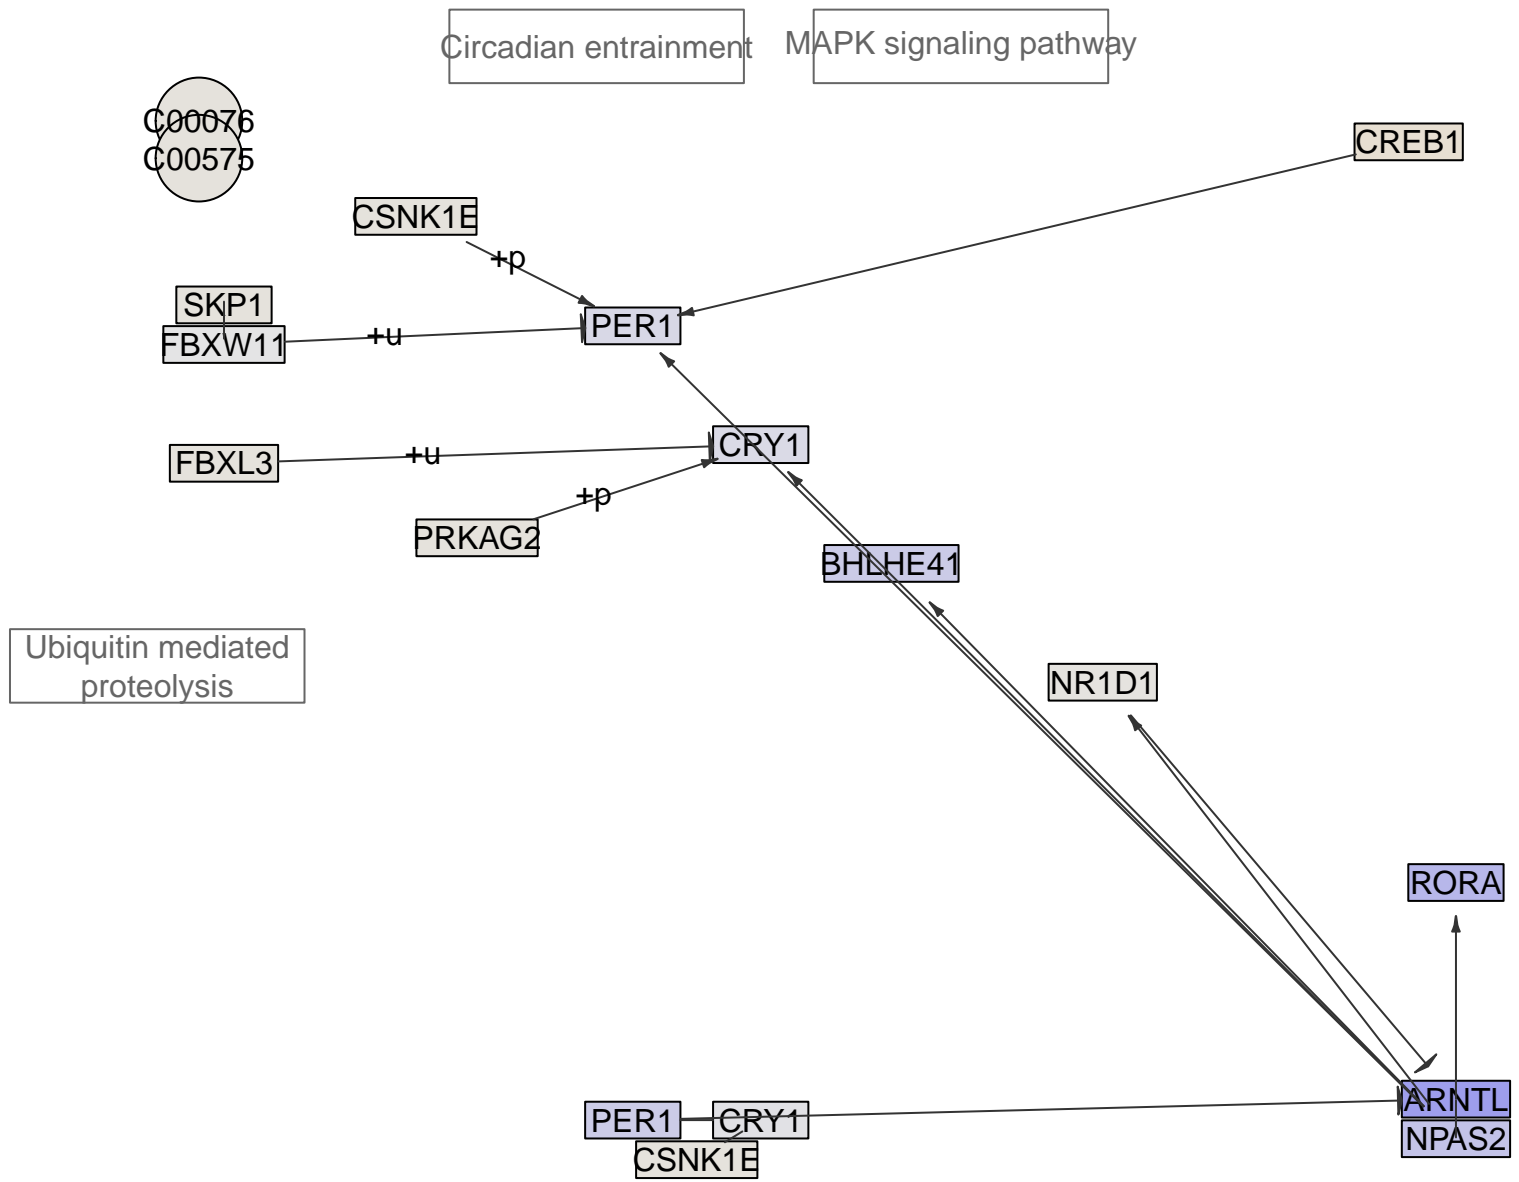 Circadian entrainment
MAPK signaling pathway
C00076
C00575
CREB1
CSNK1E
+p
SKP1
FBXW11
+u
PER1
FBXL3
+u
CRY1
+p
PRKAG2
BHLHE41
Ubiquitin mediated
proteolysis
NR1D1
RORA
ARNTL
NPAS2
PER1
CRY1
CSNK1E